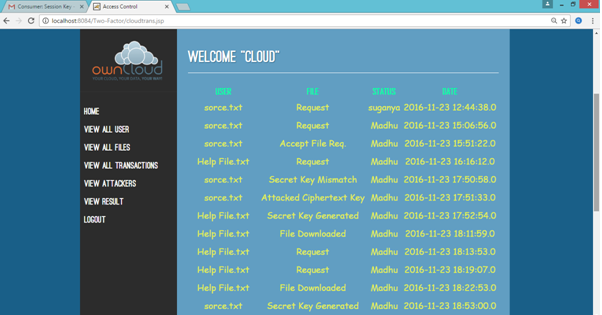 Consumer: Session Key
Access Control
localhost:8084/Two-Factor/cloudtrans.jsp
ownCloud
WELCOME "CLOUD"
HOME
VIEW ALL USER
VIEW ALL FILES
VIEW ALL TRANSACTIONS
VIEW ATTACKERS
VIEW RESULT
LOGOUT
USER FILE STATUS DATE
sorce.txt Request suganya 2016-11-23 12:44:38.0
sorce.txt Request Madhu 2016-11-23 15:06:56.0
sorce.txt Accept File Req. Madhu 2016-11-23 15:51:22.0
Help File.txt Request Madhu 2016-11-23 16:16:12.0
sorce.txt Secret Key Mismatch Madhu 2016-11-23 17:50:58.0
sorce.txt Attacked Ciphertext Key Madhu 2016-11-23 17:51:33.0
Help File.txt Secret Key Generated Madhu 2016-11-23 17:52:54.0
Help File.txt File Downloaded Madhu 2016-11-23 18:11:59.0
Help File.txt Request Madhu 2016-11-23 18:13:53.0
Help File.txt Request Madhu 2016-11-23 18:19:07.0
Help File.txt File Downloaded Madhu 2016-11-23 18:22:53.0
sorce.txt Secret Key Generated Madhu 2016-11-23 18:53:00.0